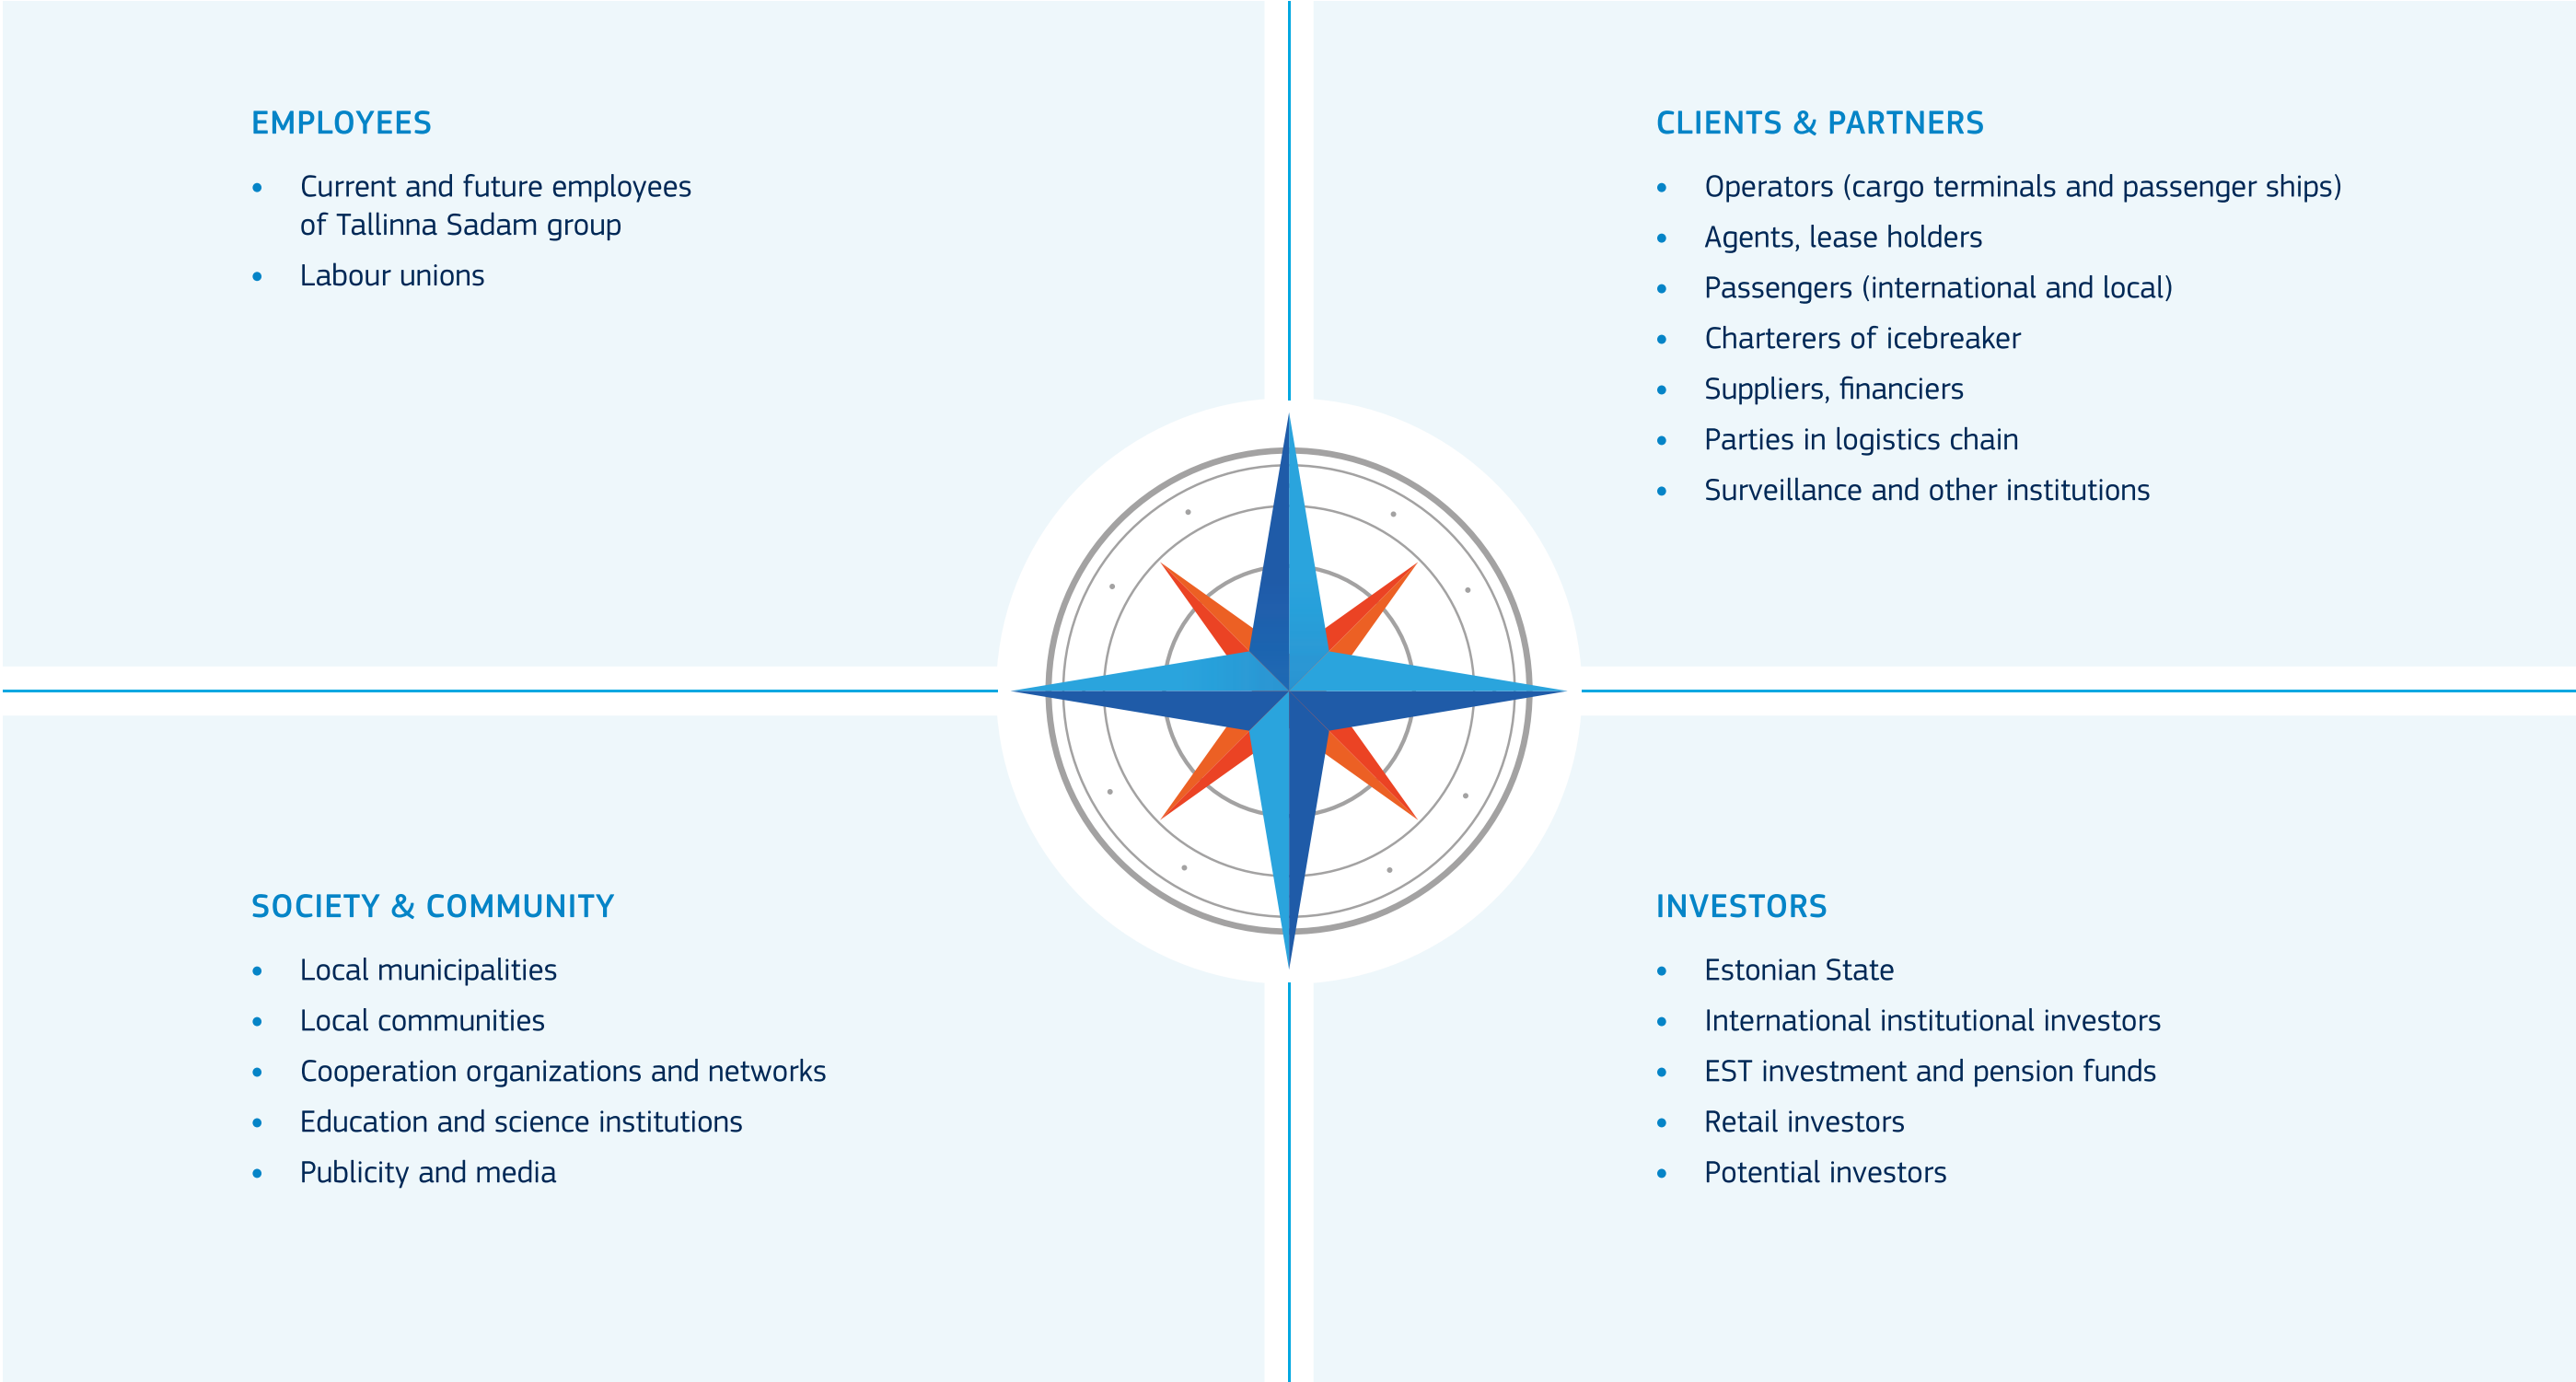 EMPLOYEES
• Current and future employees
of Tallinna Sadam group
• Labour unions
CLIENTS & PARTNERS
• Operators (cargo terminals and passenger ships)
• Agents, lease holders
• Passengers (international and local)
• Charterers of icebreaker
• Suppliers, financiers
• Parties in logistics chain
• Surveillance and other institutions
SOCIETY & COMMUNITY
• Local municipalities
• Local communities
• Cooperation organizations and networks
• Education and science institutions
• Publicity and media
INVESTORS
• Estonian State
• International institutional investors
• EST investment and pension funds
• Retail investors
• Potential investors